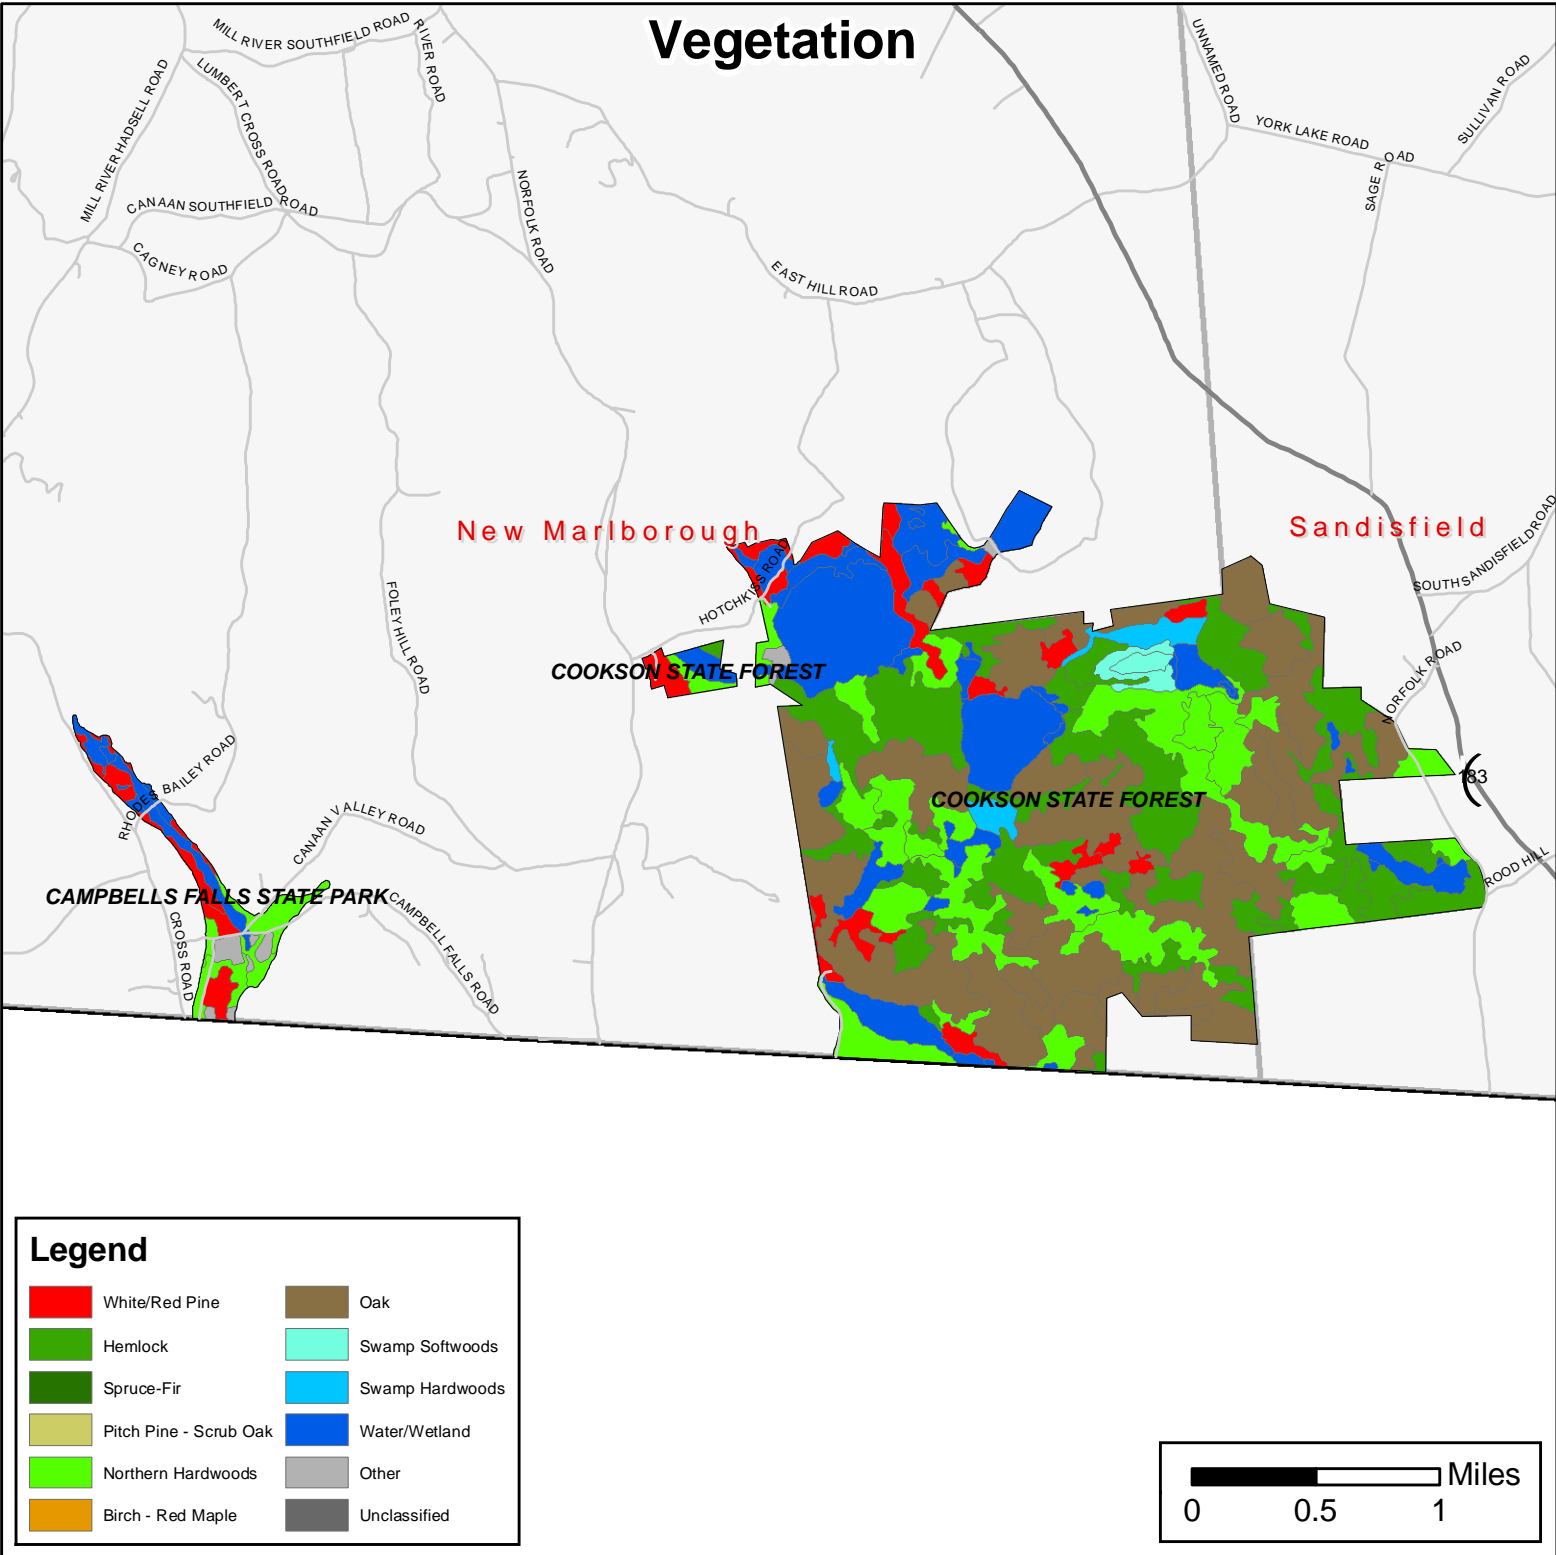 Vegetation
MILL RIVER SOUTHFIELD ROAD
RIVER ROAD
UNNAMED ROAD
SULLIVAN ROAD
MILL RIVER HADSELL ROAD
LUMBERT CROSS ROAD
YORK LAKE ROAD
SAGE ROAD
CANAAN SOUTHFIELD ROAD
NORFOLK ROAD
CAGNEY ROAD
EAST HILL ROAD
New Marlborough
Sandisfield
SOUTH SANDISFIELD ROAD
HOTCHKISS ROAD
FOLEY HILL ROAD
COOKSON STATE FOREST
NORFOLK ROAD
RHODES BAILEY ROAD
183
COOKSON STATE FOREST
CANAAN VALLEY ROAD
ROOD HILL
CAMPBELLS FALLS STATE PARK
CROSS ROAD
CAMPBELL FALLS ROAD
Legend
White/Red Pine
Hemlock
Spruce-Fir
Pitch Pine - Scrub Oak
Northern Hardwoods
Birch - Red Maple
Oak
Swamp Softwoods
Swamp Hardwoods
Water/Wetland
Other
Unclassified
Miles
0 0.5 1